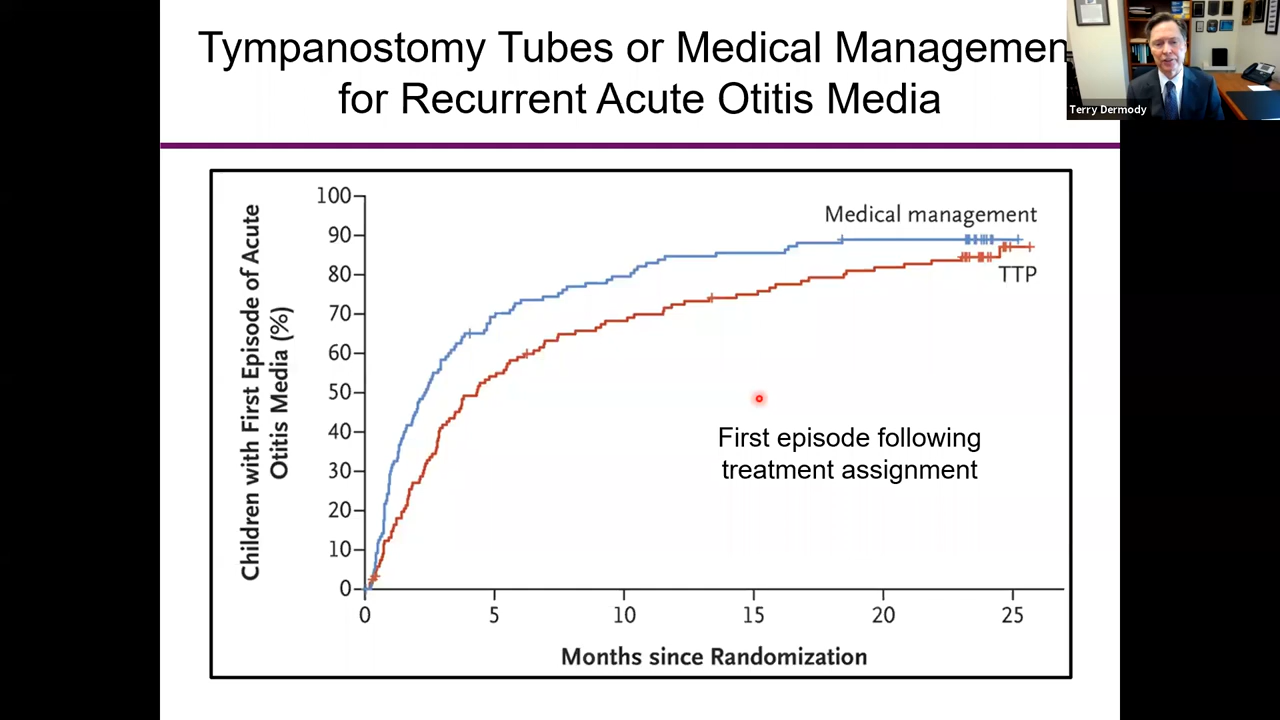 Tympanostomy Tubes or Medical Managemen
for Recurrent Acute Otitis Media
Terry Dermody
Children with First Episode of Acute
Otitis Media (%)
100
90
80
70
60
50
40
30
20
10
0
Medical management
TTP
First episode following
treatment assignment
0 5 10 15 20 25
Months since Randomization